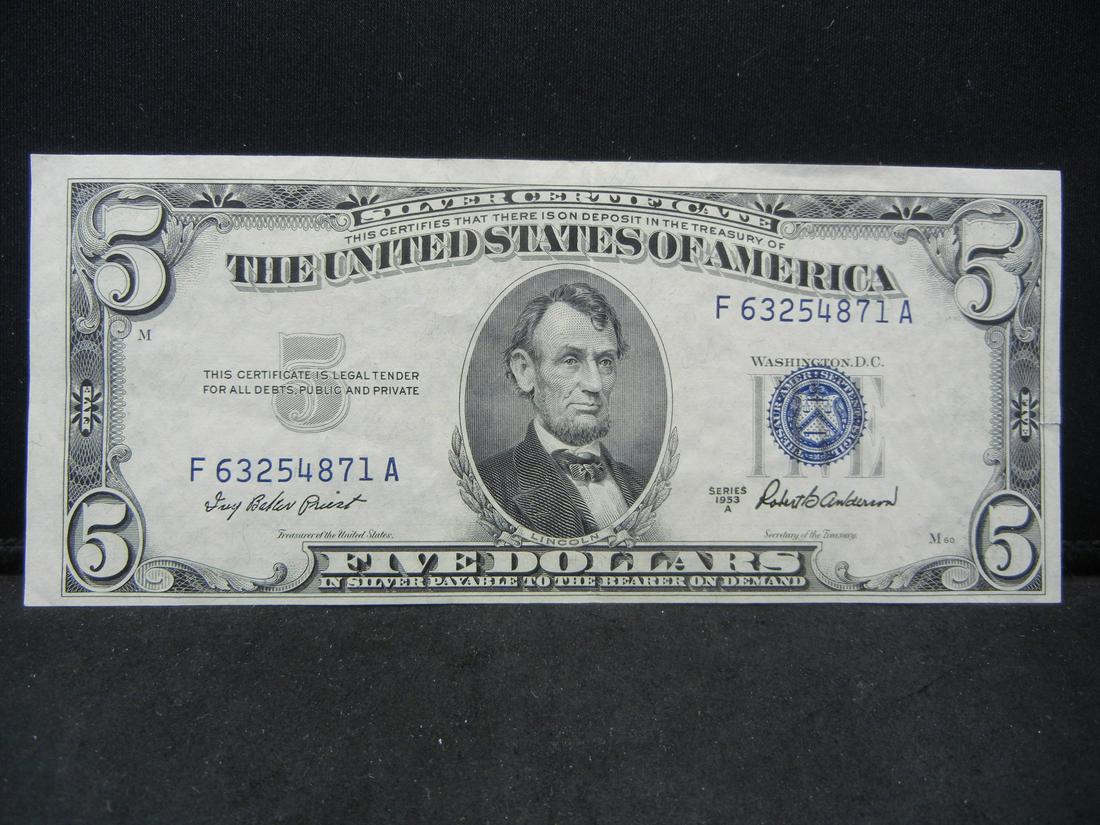 5
5
SILVER CERTIFICATE
THIS CERTIFIES THAT THERE IS ON DEPOSIT IN THE TREASURY OF
THE UNITED STATES OF AMERICA
F 63254871 A
M
WASHINGTON, D.C.
5
THIS CERTIFICATE IS LEGAL TENDER
FOR ALL DEBTS, PUBLIC AND PRIVATE
FIVE
FIVE
FIVE
F 63254871 A
Ivy Baker Priest
Treasurer of the United States.
SERIES
1953
A
Robert B Anderson
Secretary of the Treasury.
M 60
LINCOLN
5
5
FIVE DOLLARS
IN SILVER PAYABLE TO THE BEARER ON DEMAND